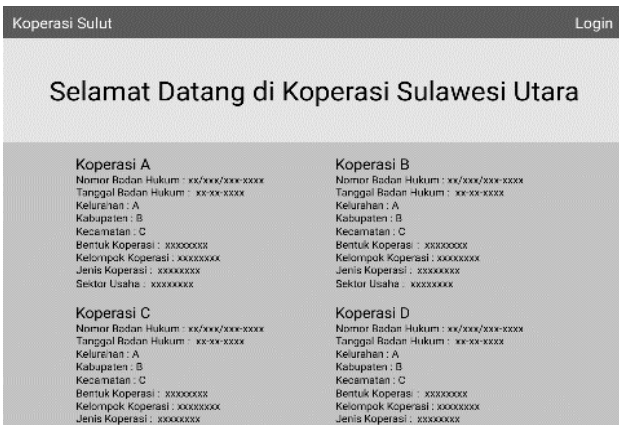 Koperasi Sulut
Login
Selamat Datang di Koperasi Sulawesi Utara
Koperasi A
Nomor Badan Hukum : xx/xxx/xxx-xxxx
Tanggal Badan Hukum : xx-xx-xxxx
Kelurahan : A
Kabupaten : B
Kecamatan : C
Bentuk Koperasi : xxxxxxxx
Kelompok Koperasi : xxxxxxxx
Jenis Koperasi : xxxxxxxx
Sektor Usaha : xxxxxxxx
Koperasi B
Nomor Badan Hukum : xx/xxx/xxx-xxxx
Tanggal Badan Hukum : xx-xx-xxxx
Kelurahan : A
Kabupaten : B
Kecamatan : C
Bentuk Koperasi : xxxxxxxx
Kelompok Koperasi : xxxxxxxx
Jenis Koperasi : xxxxxxxx
Sektor Usaha : xxxxxxxx
Koperasi C
Nomor Badan Hukum : xx/xxx/xxx-xxxx
Tanggal Badan Hukum : xx-xx-xxxx
Kelurahan : A
Kabupaten : B
Kecamatan : C
Bentuk Koperasi : xxxxxxxx
Kelompok Koperasi : xxxxxxxx
Jenis Koperasi : xxxxxxxx
Koperasi D
Nomor Badan Hukum : xx/xxx/xxx-xxxx
Tanggal Badan Hukum : xx-xx-xxxx
Kelurahan : A
Kabupaten : B
Kecamatan : C
Bentuk Koperasi : xxxxxxxx
Kelompok Koperasi : xxxxxxxx
Jenis Koperasi : xxxxxxxx